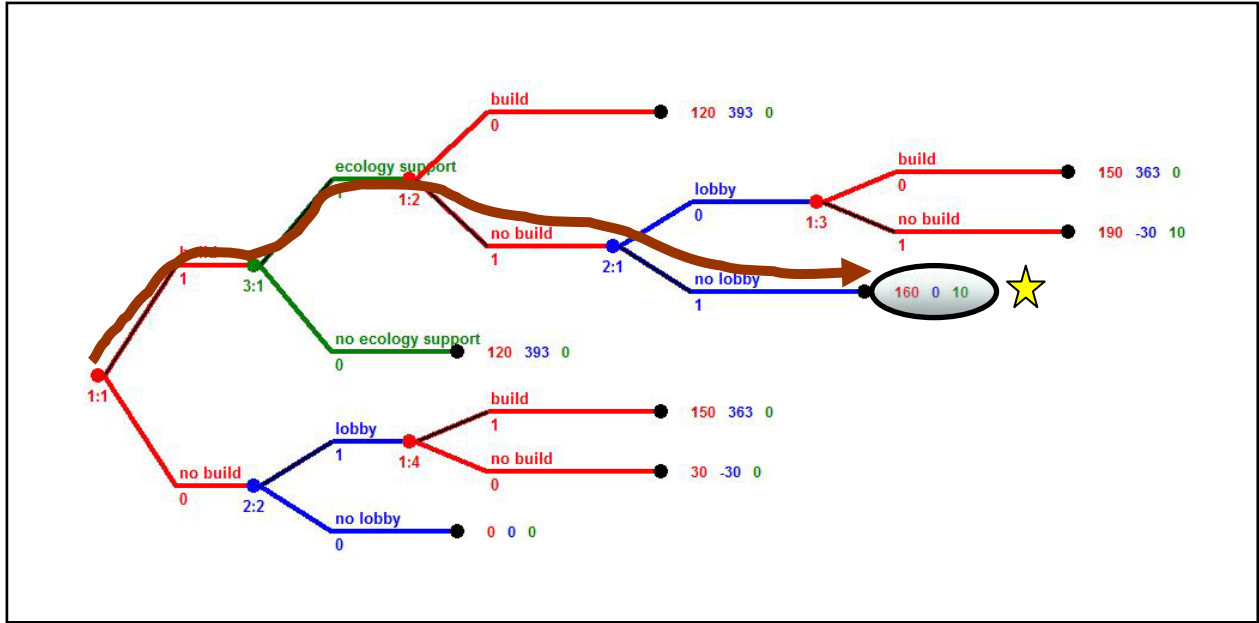 build
0
120 393 0
ecology support
1
1:2
build
0
150 363 0
lobby
0
1:3
no build
1
190 -30 10
no build
1
2:1
no lobby
1
160 0 10
build
1
3:1
no ecology support
0
120 393 0
1:1
build
1
150 363 0
lobby
1
1:4
no build
0
30 -30 0
no build
0
2:2
no lobby
0
0 0 0